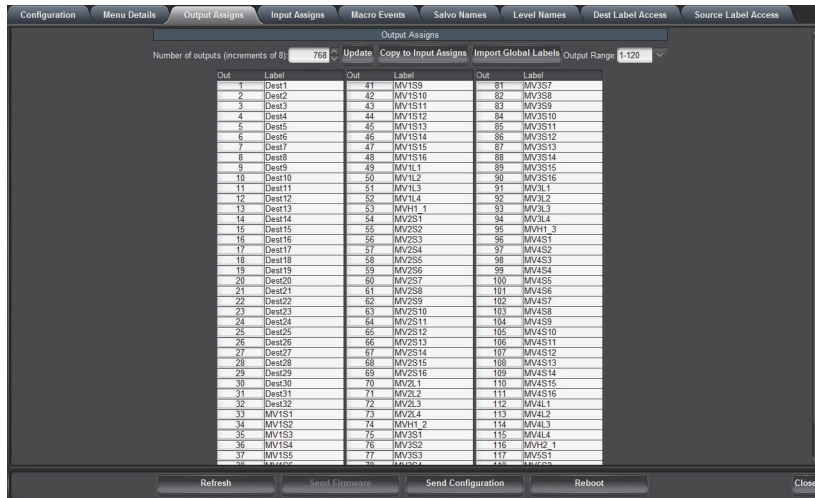 Configuration Menu Details Output Assigns Input Assigns Macro Events Salvo Names Level Names Dest Label Access Source Label Access
Output Assigns
Number of outputs (increments of 8): 768 Update Copy to Input Assigns Import Global Labels Output Range: 1-120
Out Label Out Label Out Label
1 Dest1 41 MV1S9 81 MV3S7
2 Dest2 42 MV1S10 82 MV3S8
3 Dest3 43 MV1S11 83 MV3S9
4 Dest4 44 MV1S12 84 MV3S10
5 Dest5 45 MV1S13 85 MV3S11
6 Dest6 46 MV1S14 86 MV3S12
7 Dest7 47 MV1S15 87 MV3S13
8 Dest8 48 MV1S16 88 MV3S14
9 Dest9 49 MV1L1 89 MV3S15
10 Dest10 50 MV1L2 90 MV3S16
11 Dest11 51 MV1L3 91 MV3L1
12 Dest12 52 MV1L4 92 MV3L2
13 Dest13 53 MVH1_1 93 MV3L3
14 Dest14 54 MV2S1 94 MV3L4
15 Dest15 55 MV2S2 95 MVH1_3
16 Dest16 56 MV2S3 96 MV4S1
17 Dest17 57 MV2S4 97 MV4S2
18 Dest18 58 MV2S5 98 MV4S3
19 Dest19 59 MV2S6 99 MV4S4
20 Dest20 60 MV2S7 100 MV4S5
21 Dest21 61 MV2S8 101 MV4S6
22 Dest22 62 MV2S9 102 MV4S7
23 Dest23 63 MV2S10 103 MV4S8
24 Dest24 64 MV2S11 104 MV4S9
25 Dest25 65 MV2S12 105 MV4S10
26 Dest26 66 MV2S13 106 MV4S11
27 Dest27 67 MV2S14 107 MV4S12
28 Dest28 68 MV2S15 108 MV4S13
29 Dest29 69 MV2S16 109 MV4S14
30 Dest30 70 MV2L1 110 MV4S15
31 Dest31 71 MV2L2 111 MV4S16
32 Dest32 72 MV2L3 112 MV4L1
33 MV1S1 73 MV2L4 113 MV4L2
34 MV1S2 74 MVH1_2 114 MV4L3
35 MV1S3 75 MV3S1 115 MV4L4
36 MV1S4 76 MV3S2 116 MVH2_1
37 MV1S5 77 MV3S3 117 MV5S1
38 MV1S6 78 MV3S4 118 MV5S2
Refresh Send Firmware Send Configuration Reboot Close